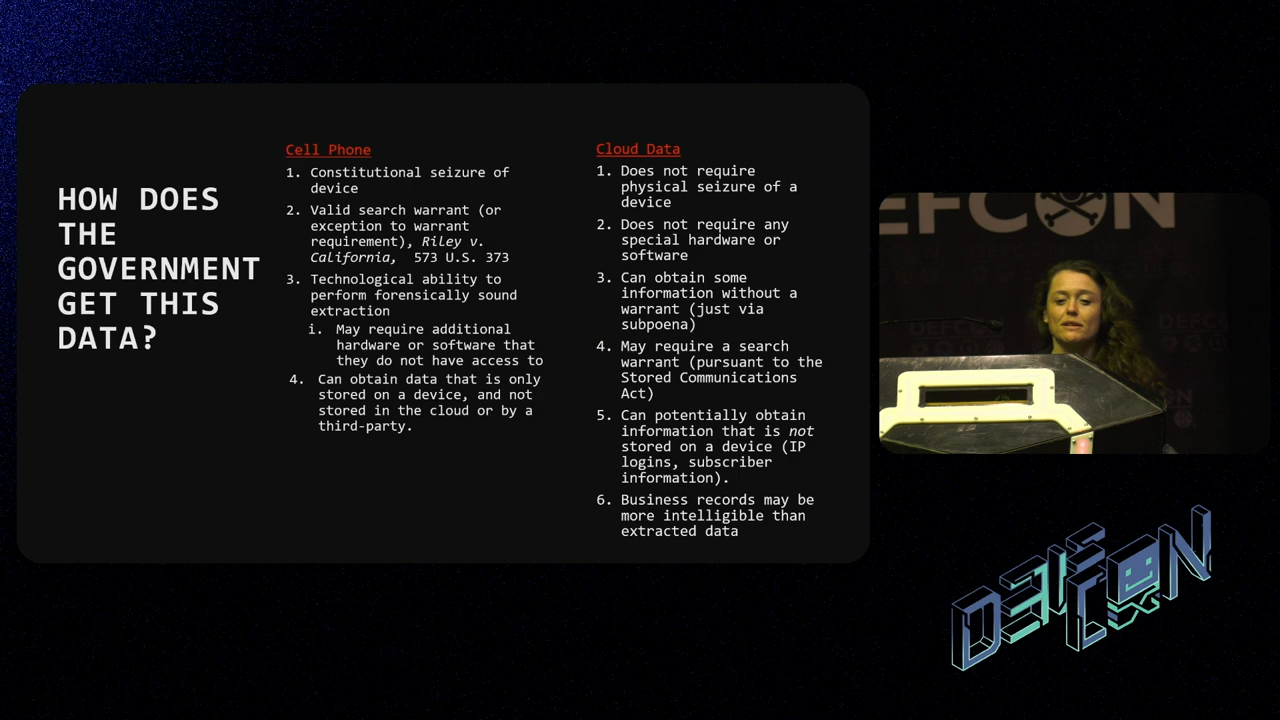 HOW DOES
THE
GOVERNMENT
GET THIS
DATA?
Cell Phone
1. Constitutional seizure of
device
2. Valid search warrant (or
exception to warrant
requirement), Riley v.
California, 573 U.S. 373
3. Technological ability to
perform forensically sound
extraction
i. May require additional
hardware or software that
they do not have access to
4. Can obtain data that is only
stored on a device, and not
stored in the cloud or by a
third-party.
Cloud Data
1. Does not require
physical seizure of a
device
2. Does not require any
special hardware or
software
3. Can obtain some
information without a
warrant (just via
subpoena)
4. May require a search
warrant (pursuant to the
Stored Communications
Act)
5. Can potentially obtain
information that is not
stored on a device (IP
logins, subscriber
information).
6. Business records may be
more intelligible than
extracted data
EFCON
DEFCON
DEFC
DEF
CON